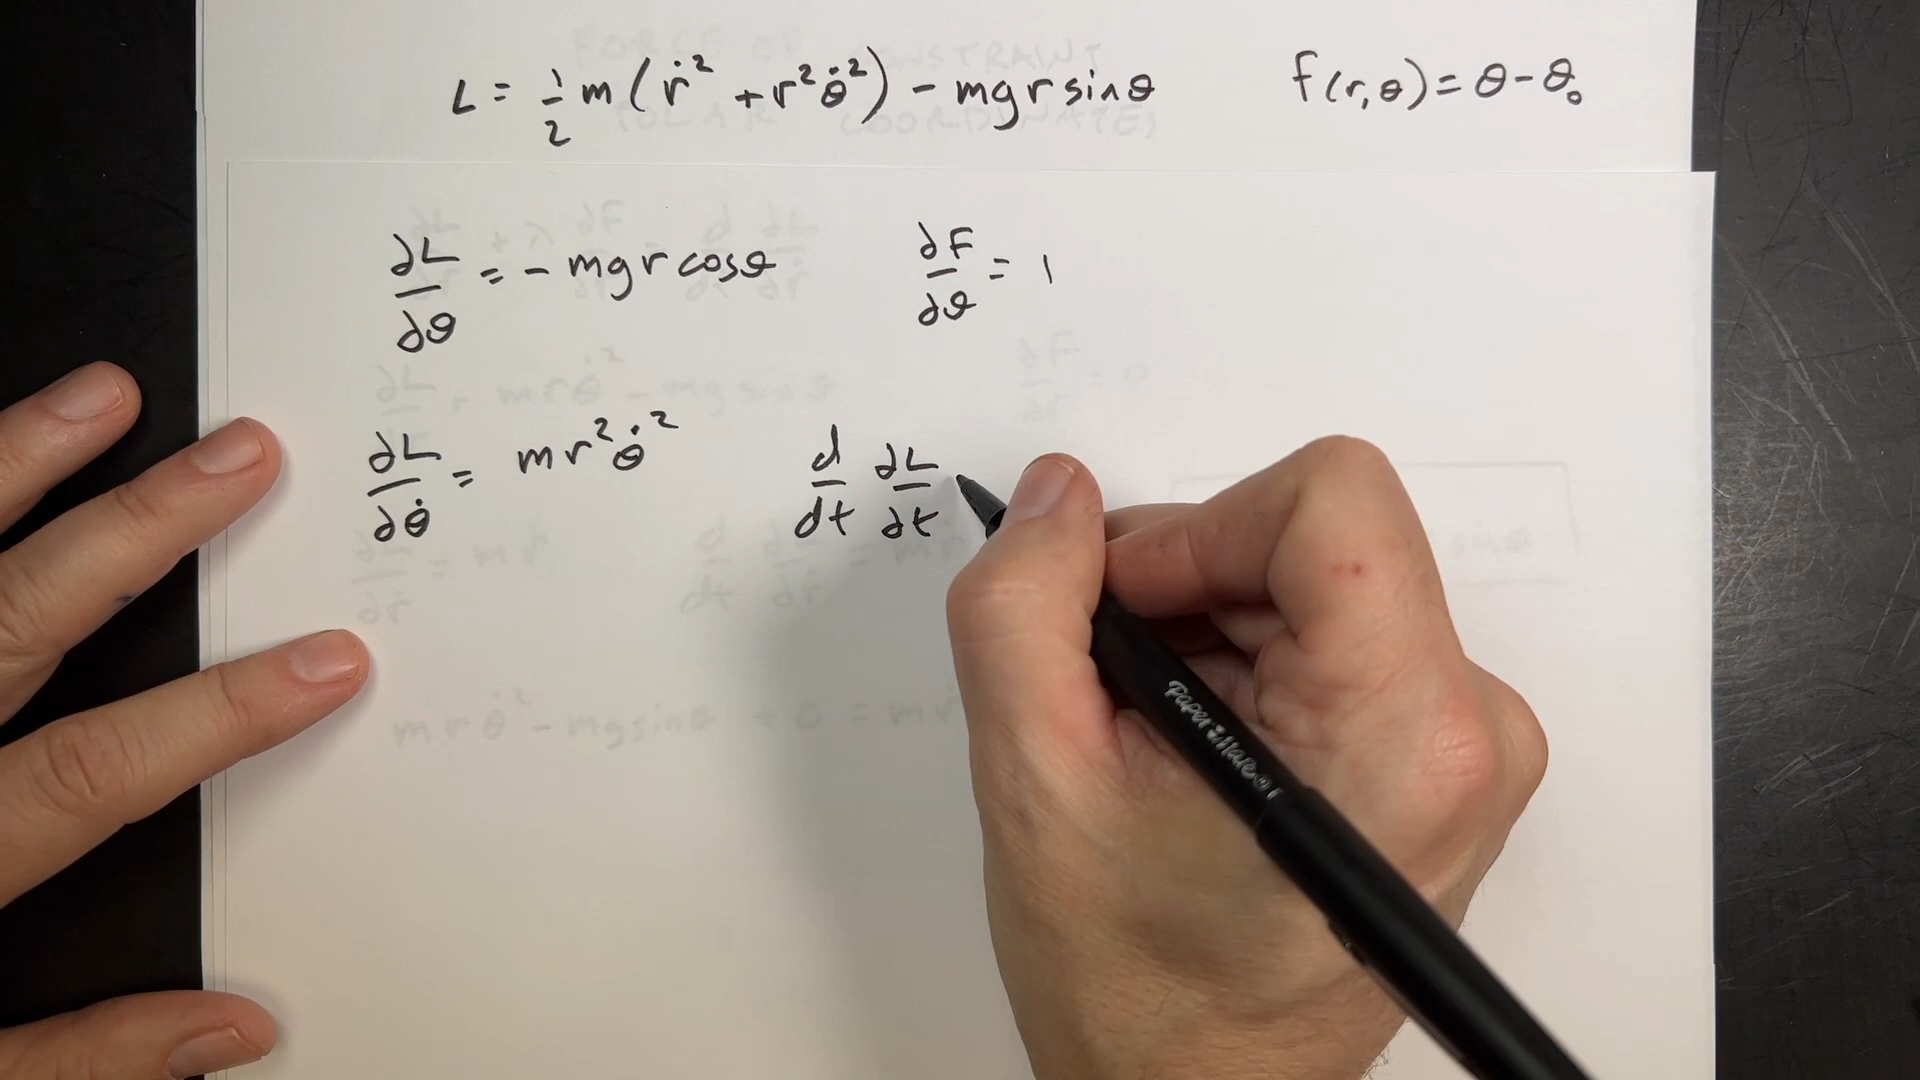 L = 1/2 m (ṙ² + r²θ̇²) - mgr sinθ f(r,θ) = θ - θ₀
∂L/∂θ = - mgr cosθ ∂F/∂θ = 1
∂L/∂θ̇ = mr²θ̇² d/dt ∂L/∂t
Paper Mate